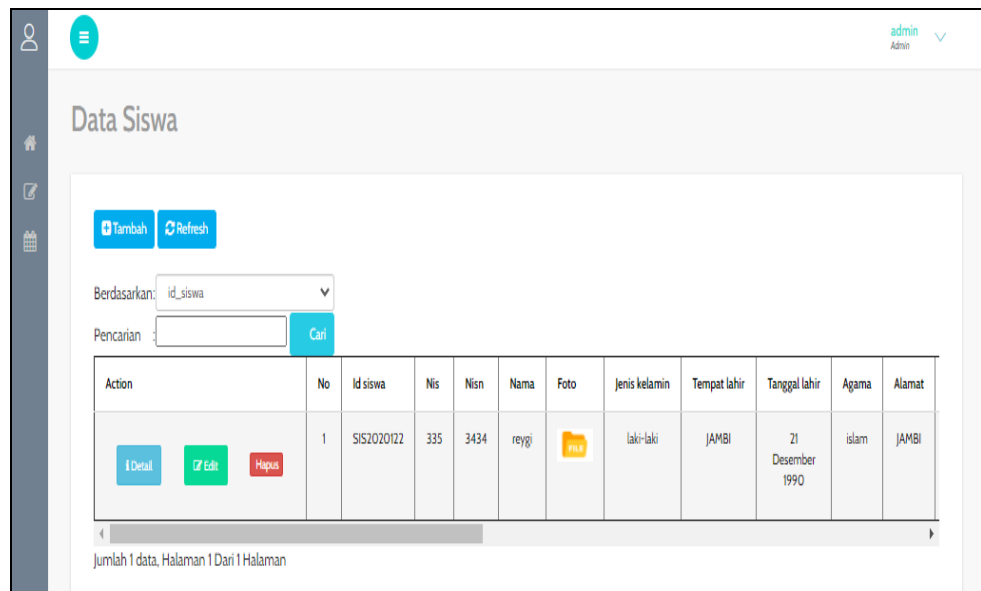 admin
Admin
Data Siswa
Tambah Refresh
Berdasarkan: id_siswa
Pencarian : Cari
Action No Id siswa Nis Nisn Nama Foto Jenis kelamin Tempat lahir Tanggal lahir Agama Alamat
Detail Edit Hapus 1 SIS2020122 335 3434 reygi FILE laki-laki JAMBI 21 Desember 1990 islam JAMBI
Jumlah 1 data, Halaman 1 Dari 1 Halaman